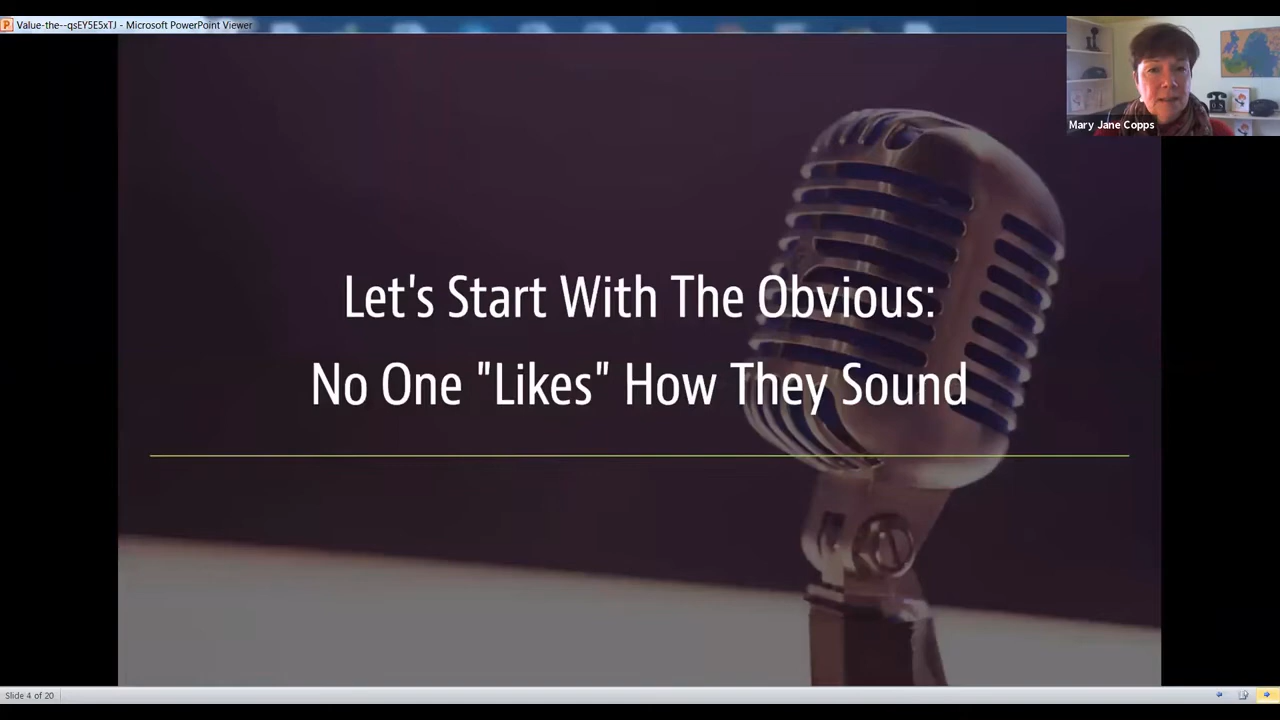 Value-the--qsEY5E5xTJ - Microsoft PowerPoint Viewer
Mary Jane Copps
Let's Start With The Obvious:
No One "Likes" How They Sound
Slide 4 of 20